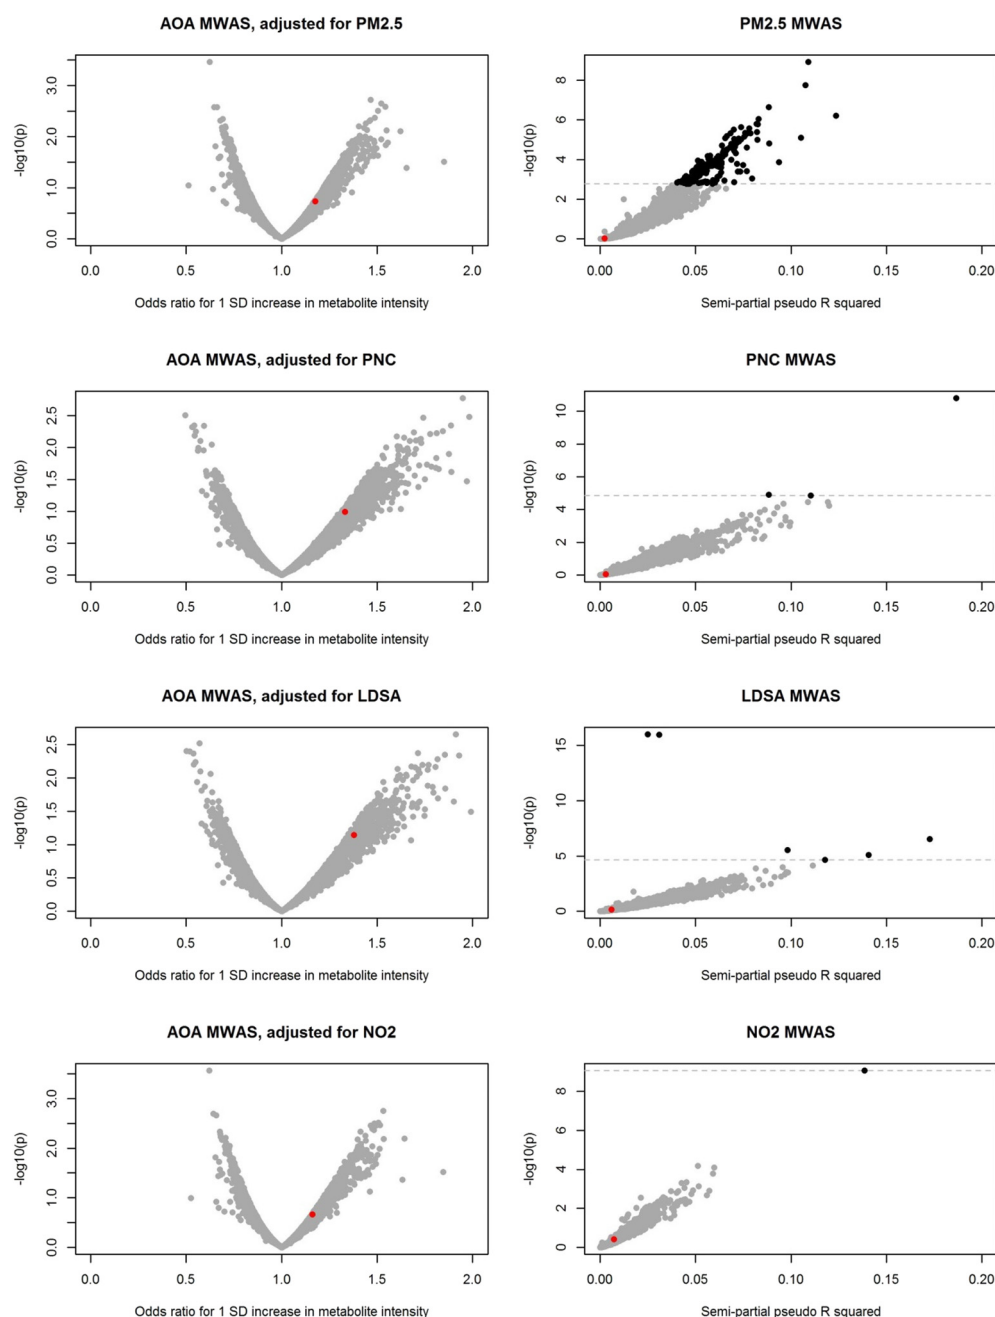 AOA MWAS, adjusted for PM2.5
-log10(p)
3.0
2.0
1.0
0.0
0.0 0.5 1.0 1.5 2.0
Odds ratio for 1 SD increase in metabolite intensity
PM2.5 MWAS
-log10(p)
8
6
4
2
0
0.00 0.05 0.10 0.15 0.20
Semi-partial pseudo R squared
AOA MWAS, adjusted for PNC
-log10(p)
2.5
2.0
1.5
1.0
0.5
0.0
0.0 0.5 1.0 1.5 2.0
Odds ratio for 1 SD increase in metabolite intensity
PNC MWAS
-log10(p)
10
8
6
4
2
0
0.00 0.05 0.10 0.15 0.20
Semi-partial pseudo R squared
AOA MWAS, adjusted for LDSA
-log10(p)
2.5
2.0
1.5
1.0
0.5
0.0
0.0 0.5 1.0 1.5 2.0
Odds ratio for 1 SD increase in metabolite intensity
LDSA MWAS
-log10(p)
15
10
5
0
0.00 0.05 0.10 0.15 0.20
Semi-partial pseudo R squared
AOA MWAS, adjusted for NO2
-log10(p)
3.0
2.0
1.0
0.0
0.0 0.5 1.0 1.5 2.0
Odds ratio for 1 SD increase in metabolite intensity
NO2 MWAS
-log10(p)
8
6
4
2
0
0.00 0.05 0.10 0.15 0.20
Semi-partial pseudo R squared